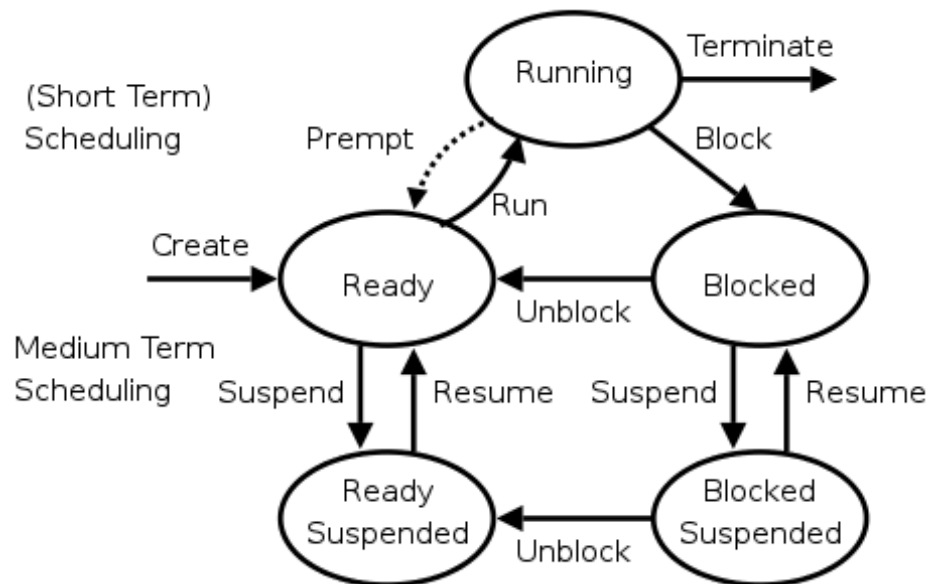 Running
Terminate
(Short Term)
Scheduling
Prempt
Block
Run
Create
Ready
Blocked
Unblock
Medium Term
Scheduling
Suspend
Resume
Suspend
Resume
Ready
Suspended
Blocked
Suspended
Unblock